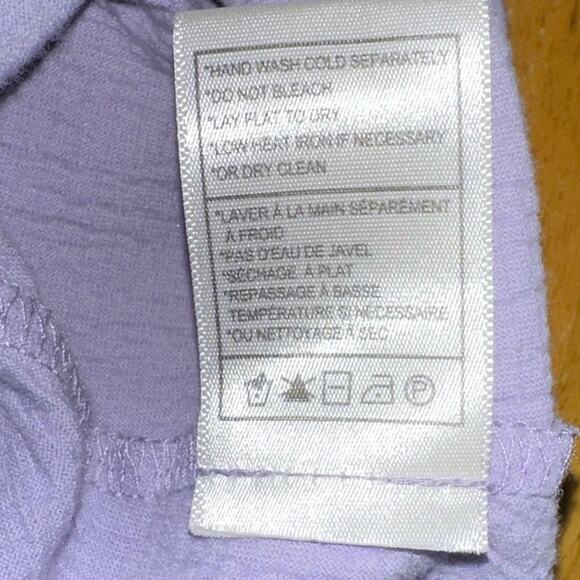 *HAND WASH COLD SEPARATELY
*DO NOT BLEACH
*LAY FLAT TO DRY
*LOW HEAT IRON IF NECESSARY
*OR DRY CLEAN
*LAVER À LA MAIN SÉPARÉMENT
À FROID
*PAS D'EAU DE JAVEL
*SÉCHAGE À PLAT
*REPASSAGE À BASSE
TEMPÉRATURE SI NÉCESSAIRE
*OU NETTOYAGE À SEC
P